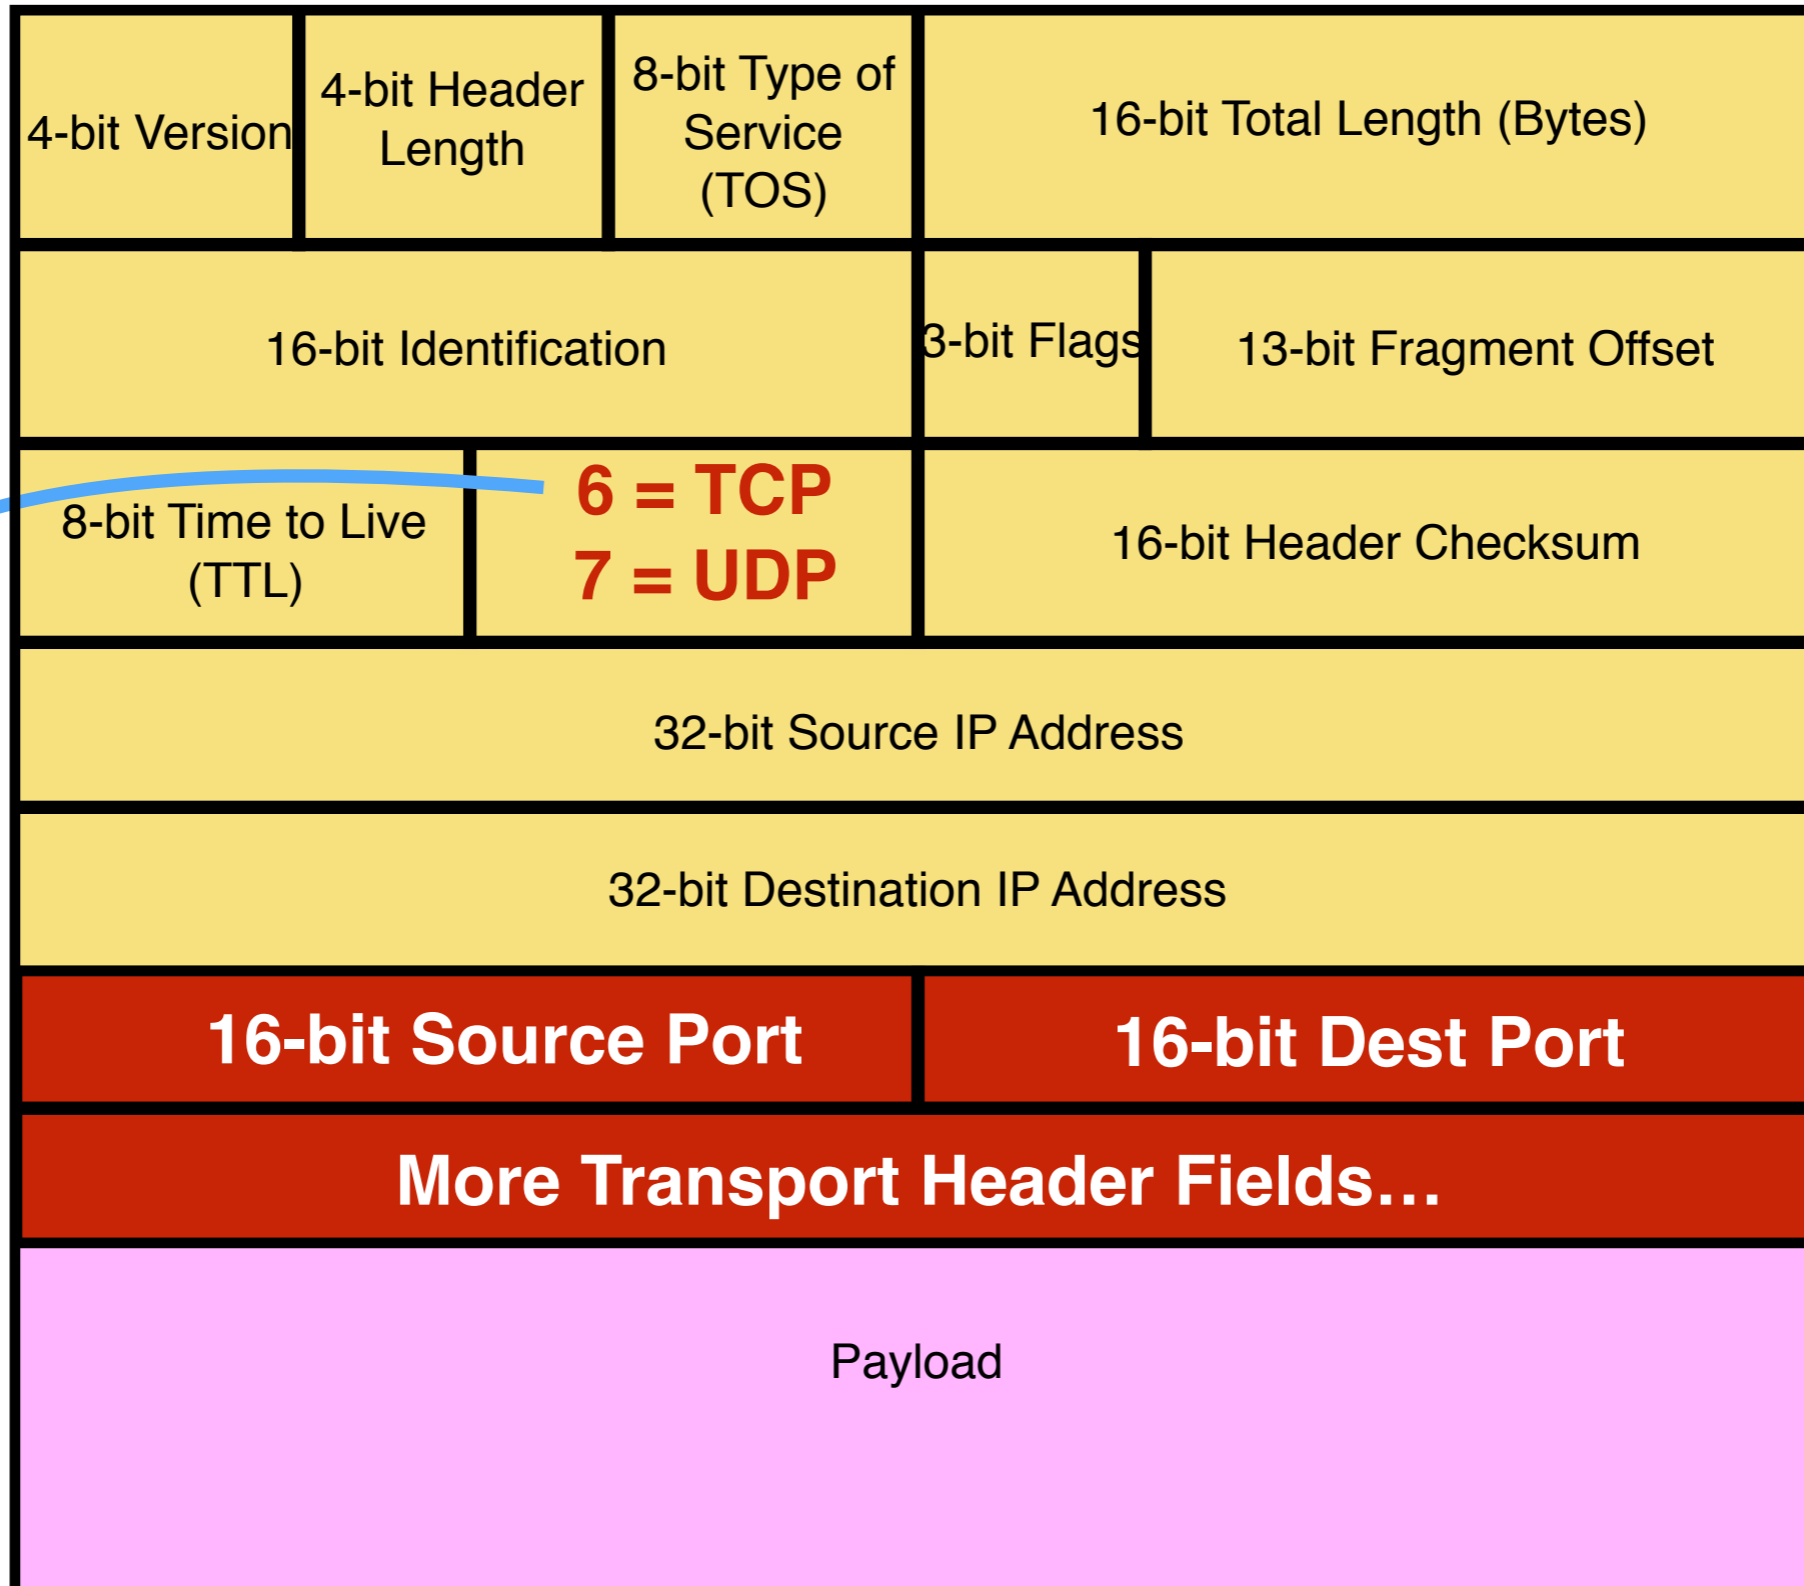 4-bit Version
4-bit Header
Length
8-bit Type of
Service
(TOS)
16-bit Total Length (Bytes)
16-bit Identification
3-bit Flags
13-bit Fragment Offset
8-bit Time to Live
(TTL)
6 = TCP
7 = UDP
16-bit Header Checksum
32-bit Source IP Address
32-bit Destination IP Address
16-bit Source Port
16-bit Dest Port
More Transport Header Fields…
Payload